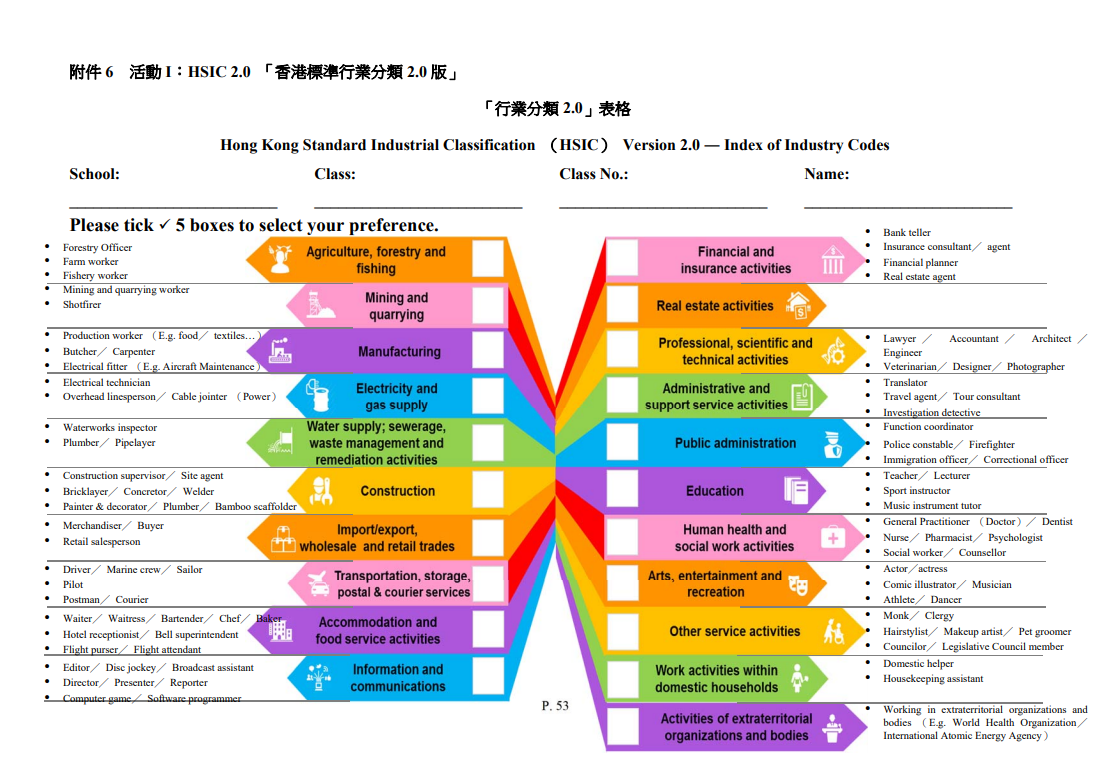 附件 6 活動 I：HSIC 2.0 「香港標準行業分類 2.0 版」
「行業分類 2.0」表格
Hong Kong Standard Industrial Classification （HSIC） Version 2.0 — Index of Industry Codes
School: Class: Class No.: Name:
Please tick ✓ 5 boxes to select your preference.
• Forestry Officer
• Farm worker
• Fishery worker
Agriculture, forestry and
fishing
• Mining and quarrying worker
• Shotfirer
Mining and
quarrying
• Production worker （E.g. food／ textiles…）
• Butcher／ Carpenter
• Electrical fitter （E.g. Aircraft Maintenance）
Manufacturing
• Electrical technician
• Overhead linesperson／ Cable jointer （Power）
Electricity and
gas supply
• Waterworks inspector
• Plumber／ Pipelayer
Water supply; sewerage,
waste management and
remediation activities
• Construction supervisor／ Site agent
• Bricklayer／ Concretor／ Welder
• Painter & decorator／ Plumber／ Bamboo scaffolder
Construction
• Merchandiser／ Buyer
• Retail salesperson
Import/export,
wholesale and retail trades
• Driver／ Marine crew／ Sailor
• Pilot
• Postman／ Courier
Transportation, storage,
postal & courier services
• Waiter／ Waitress／ Bartender／ Chef／ Baker
• Hotel receptionist／ Bell superintendent
• Flight purser／ Flight attendant
Accommodation and
food service activities
• Editor／ Disc jockey／ Broadcast assistant
• Director／ Presenter／ Reporter
• Computer game／ Software programmer
Information and
communications
Financial and
insurance activities
• Bank teller
• Insurance consultant／ agent
• Financial planner
• Real estate agent
Real estate activities
Professional, scientific and
technical activities
• Lawyer ／ Accountant ／ Architect ／
Engineer
• Veterinarian／ Designer／ Photographer
Administrative and
support service activities
• Translator
• Travel agent／ Tour consultant
• Investigation detective
• Function coordinator
Public administration
• Police constable／ Firefighter
• Immigration officer／ Correctional officer
Education
• Teacher／ Lecturer
• Sport instructor
• Music instrument tutor
Human health and
social work activities
• General Practitioner （Doctor）／ Dentist
• Nurse／ Pharmacist／ Psychologist
• Social worker／ Counsellor
Arts, entertainment and
recreation
• Actor／actress
• Comic illustrator／ Musician
• Athlete／ Dancer
Other service activities
• Monk／ Clergy
• Hairstylist／ Makeup artist／ Pet groomer
• Councilor／ Legislative Council member
Work activities within
domestic households
• Domestic helper
• Housekeeping assistant
Activities of extraterritorial
organizations and bodies
• Working in extraterritorial organizations and
bodies （E.g. World Health Organization／
International Atomic Energy Agency）
P. 53